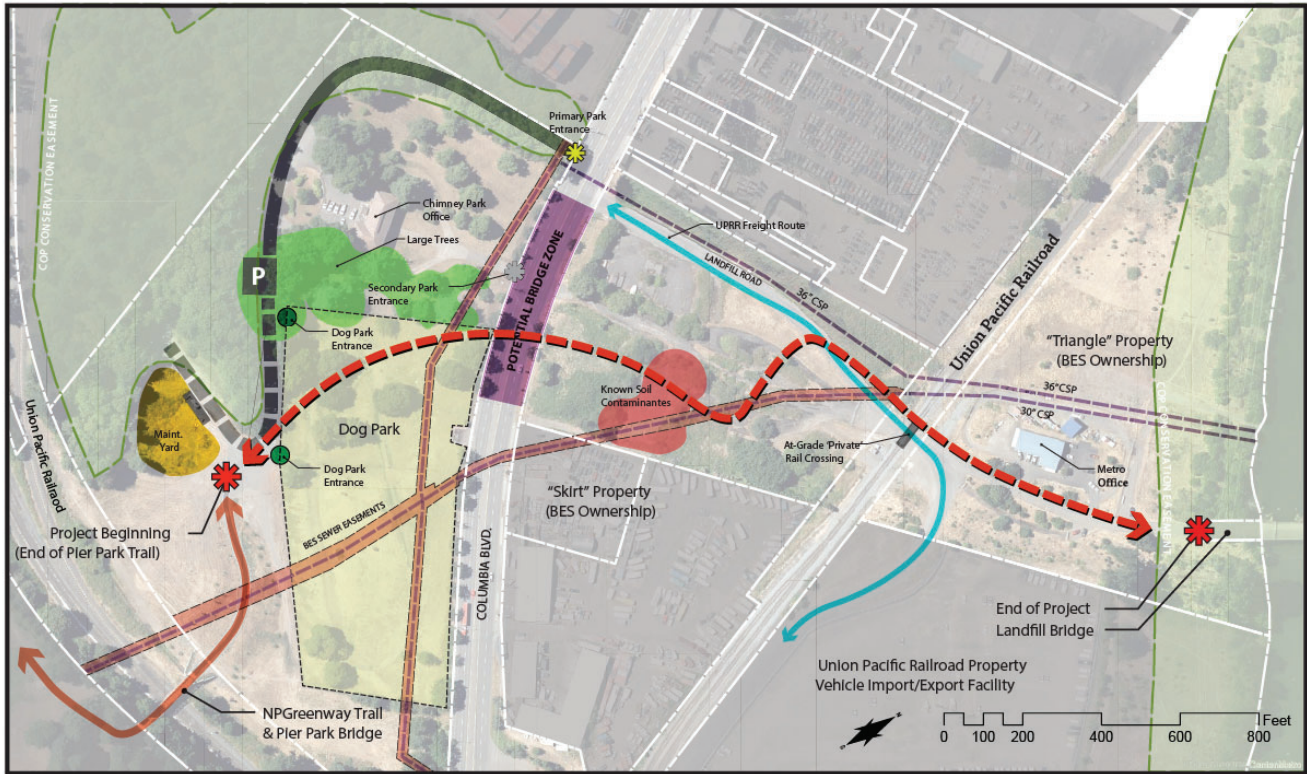 COP CONSERVATION EASEMENT
Primary Park
Entrance
Chimney Park
Office
Large Trees
P
Secondary Park
Entrance
POTENTIAL BRIDGE ZONE
UPRR Freight Route
LANDFILL ROAD
36" CSP
Union Pacific Railroad
"Triangle" Property
(BES Ownership)
Dog Park
Entrance
Known Soil
Contaminantes
36" CSP
30" CSP
Union Pacific Railraod
Maint.
Yard
Dog Park
Dog Park
Entrance
At-Grade 'Private'
Rail Crossing
Metro
Office
Project Beginning
(End of Pier Park Trail)
BES SEWER EASEMENTS
"Skirt" Property
(BES Ownership)
COLUMBIA BLVD.
End of Project
Landfill Bridge
NPGreenway Trail
& Pier Park Bridge
Union Pacific Railroad Property
Vehicle Import/Export Facility
Feet
0 100 200 400 600 800